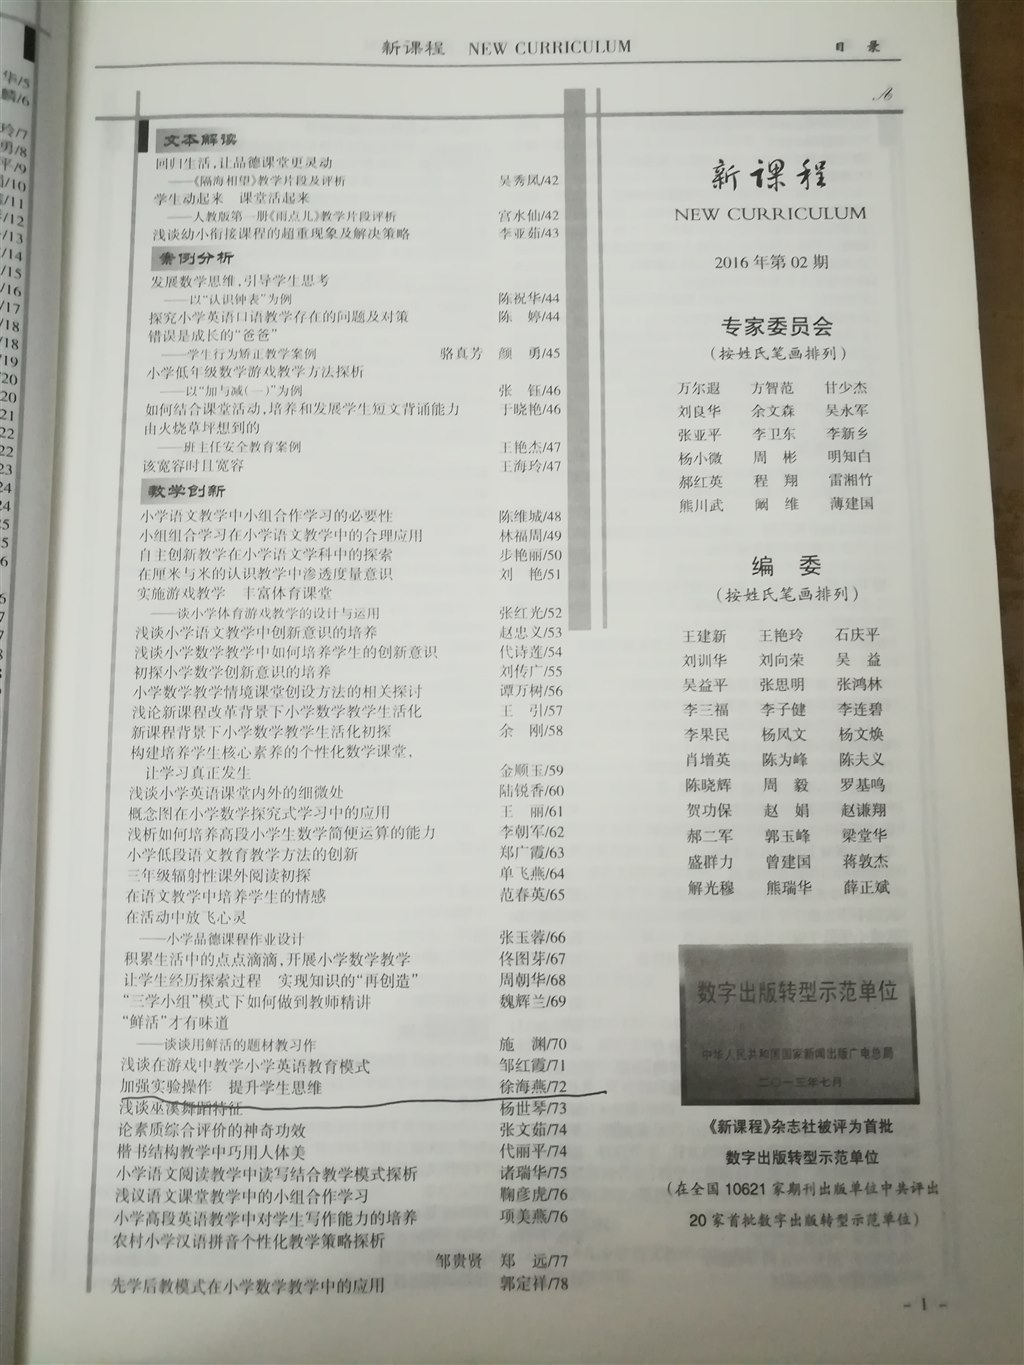 华/5
麟/6
玲/7
勇/8
平/9
/10
/11
/12
/13
/14
/15
/16
/17
/18
/18
/19
/20
20
21
22
22
23
24
24
25
新课程 NEW CURRICULUM 目 录
文本解读
回归生活,让品德课堂更灵动
——《隔海相望》教学片段及评析 吴秀凤/42
学生动起来 课堂活起来
——人教版第一册《雨点儿》教学片段评析 宫水仙/42
浅谈幼小衔接课程的超重现象及解决策略 李亚茹/43
案例分析
发展数学思维,引导学生思考
——以“认识钟表”为例 陈祝华/44
探究小学英语口语教学存在的问题及对策 陈 婷/44
错误是成长的“爸爸”
——学生行为矫正教学案例 骆真芳 颜 勇/45
小学低年级数学游戏教学方法探析
——以“加与减(一)”为例 张 钰/46
如何结合课堂活动,培养和发展学生短文背诵能力 于晓艳/46
由火烧草坪想到的
——班主任安全教育案例 王艳杰/47
该宽容时且宽容 王海玲/47
教学创新
小学语文教学中小组合作学习的必要性 陈维城/48
小组组合学习在小学语文教学中的合理应用 林福周/49
自主创新教学在小学语文学科中的探索 步艳丽/50
在厘米与米的认识教学中渗透度量意识 刘 艳/51
实施游戏教学 丰富体育课堂
——谈小学体育游戏教学的设计与运用 张红光/52
浅谈小学语文教学中创新意识的培养 赵忠义/53
浅谈小学数学教学中如何培养学生的创新意识 代诗莲/54
初探小学数学创新意识的培养 刘传广/55
小学数学教学情境课堂创设方法的相关探讨 谭万树/56
浅论新课程改革背景下小学数学教学生活化 王 引/57
新课程背景下小学数学教学生活化初探 余 刚/58
构建培养学生核心素养的个性化数学课堂,
让学习真正发生 金顺玉/59
浅谈小学英语课堂内外的细微处 陆锐香/60
概念图在小学数学探究式学习中的应用 王 丽/61
浅析如何培养高段小学生数学简便运算的能力 李朝军/62
小学低段语文教育教学方法的创新 郑广霞/63
三年级辐射性课外阅读初探 单飞燕/64
在语文教学中培养学生的情感 范春英/65
在活动中放飞心灵
——小学品德课程作业设计 张玉蓉/66
积累生活中的点点滴滴,开展小学数学教学 佟图芽/67
让学生经历探索过程 实现知识的“再创造” 周朝华/68
“三学小组”模式下如何做到教师精讲 魏辉兰/69
“鲜活”才有味道
——谈谈用鲜活的题材教习作 施 渊/70
浅谈在游戏中教学小学英语教育模式 邹红霞/71
加强实验操作 提升学生思维 徐海燕/72
浅谈巫溪舞蹈特征 杨世琴/73
论素质综合评价的神奇功效 张文茹/74
楷书结构教学中巧用人体美 代丽平/74
小学语文阅读教学中读写结合教学模式探析 诸瑞华/75
浅议语文课堂教学中的小组合作学习 鞠彦虎/76
小学高段英语教学中对学生写作能力的培养 项美燕/76
农村小学汉语拼音个性化教学策略探析
邹贵贤 郑 远/77
先学后教模式在小学数学教学中的应用 郭定祥/78
新课程
NEW CURRICULUM
2016年第02期
专家委员会
(按姓氏笔画排列)
万尔遐 方智范 甘少杰
刘良华 余文森 吴永军
张亚平 李卫东 李新乡
杨小微 周 彬 明知白
郝红英 程 翔 雷湘竹
熊川武 阚 维 薄建国
编 委
(按姓氏笔画排列)
王建新 王艳玲 石庆平
刘训华 刘向荣 吴 益
吴益平 张思明 张鸿林
李三福 李子健 李连碧
李果民 杨凤文 杨文焕
肖增英 陈为峰 陈夫义
陈晓辉 周 毅 罗基鸣
贺功保 赵 娟 赵谦翔
郝二军 郭玉峰 梁堂华
盛群力 曾建国 蒋敦杰
解光穆 熊瑞华 薛正斌
数字出版转型示范单位
中华人民共和国国家新闻出版广电总局
二〇一三年七月
《新课程》杂志社被评为首批
数字出版转型示范单位
(在全国10621家期刊出版单位中共评出
20家首批数字出版转型示范单位)
- 1 -